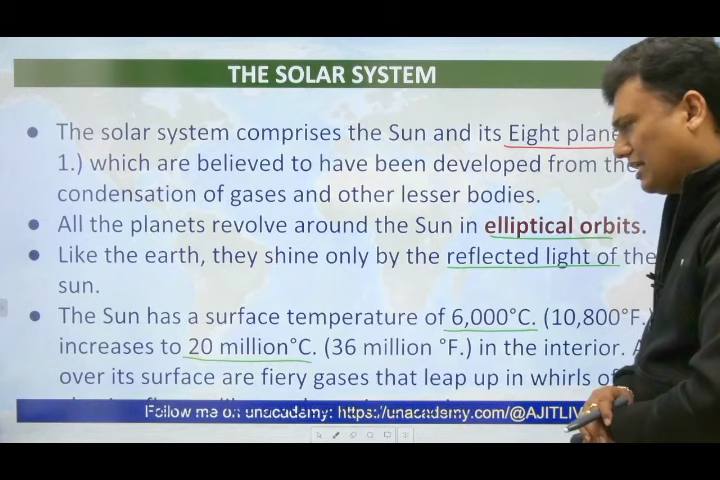 THE SOLAR SYSTEM
● The solar system comprises the Sun and its Eight plane
1.) which are believed to have been developed from the
condensation of gases and other lesser bodies.
● All the planets revolve around the Sun in elliptical orbits.
● Like the earth, they shine only by the reflected light of the
sun.
● The Sun has a surface temperature of 6,000°C. (10,800°F.)
increases to 20 million°C. (36 million °F.) in the interior. A
over its surface are fiery gases that leap up in whirls of
Follow me on unacademy: https://unacademy.com/@AJITLIV